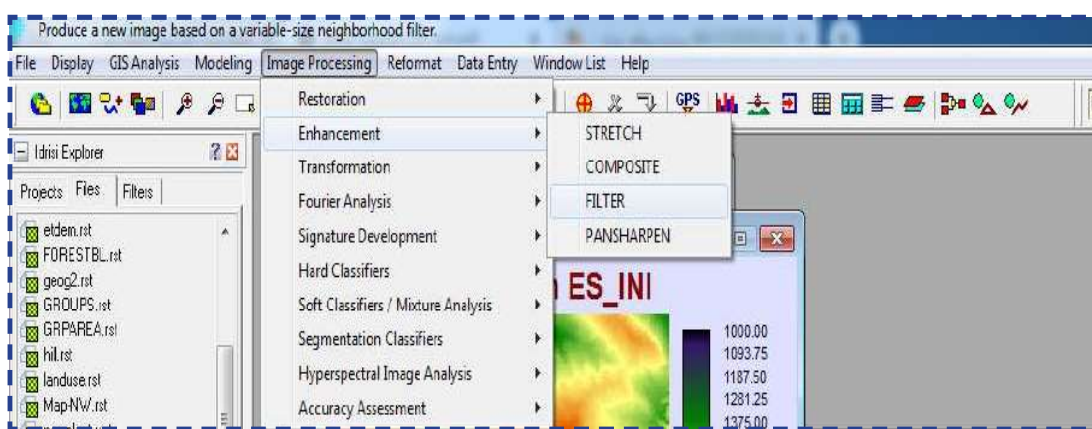 Produce a new image based on a variable-size neighborhood filter.
File Display GIS Analysis Modeling Image Processing Reformat Data Entry Window List Help
GPS
Idrisi Explorer
Projects Files Filters
etdem.rst
FORESTBL.rst
geog2.rst
GROUPS.rst
GRPAREA.rst
hill.rst
landuse.rst
Map-NW.rst
Restoration
Enhancement
Transformation
Fourier Analysis
Signature Development
Hard Classifiers
Soft Classifiers / Mixture Analysis
Segmentation Classifiers
Hyperspectral Image Analysis
Accuracy Assessment
STRETCH
COMPOSITE
FILTER
PANSHARPEN
ES_INI
1000.00
1093.75
1187.50
1281.25
1375.00